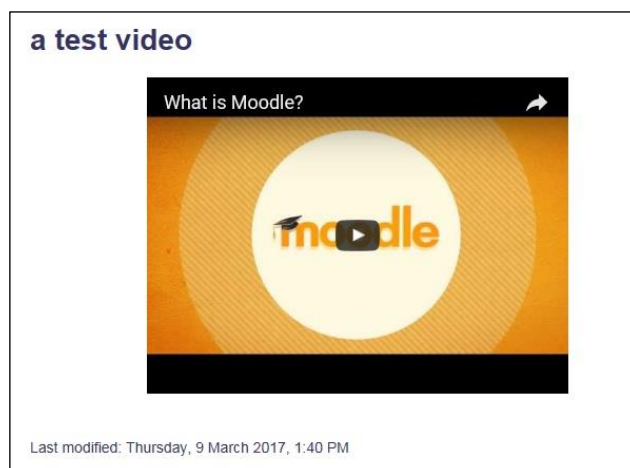 a test video
What is Moodle?
moodle
Last modified: Thursday, 9 March 2017, 1:40 PM